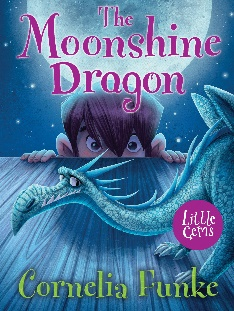 The
Moonshine
Dragon
Little
Gems
Cornelia Funke